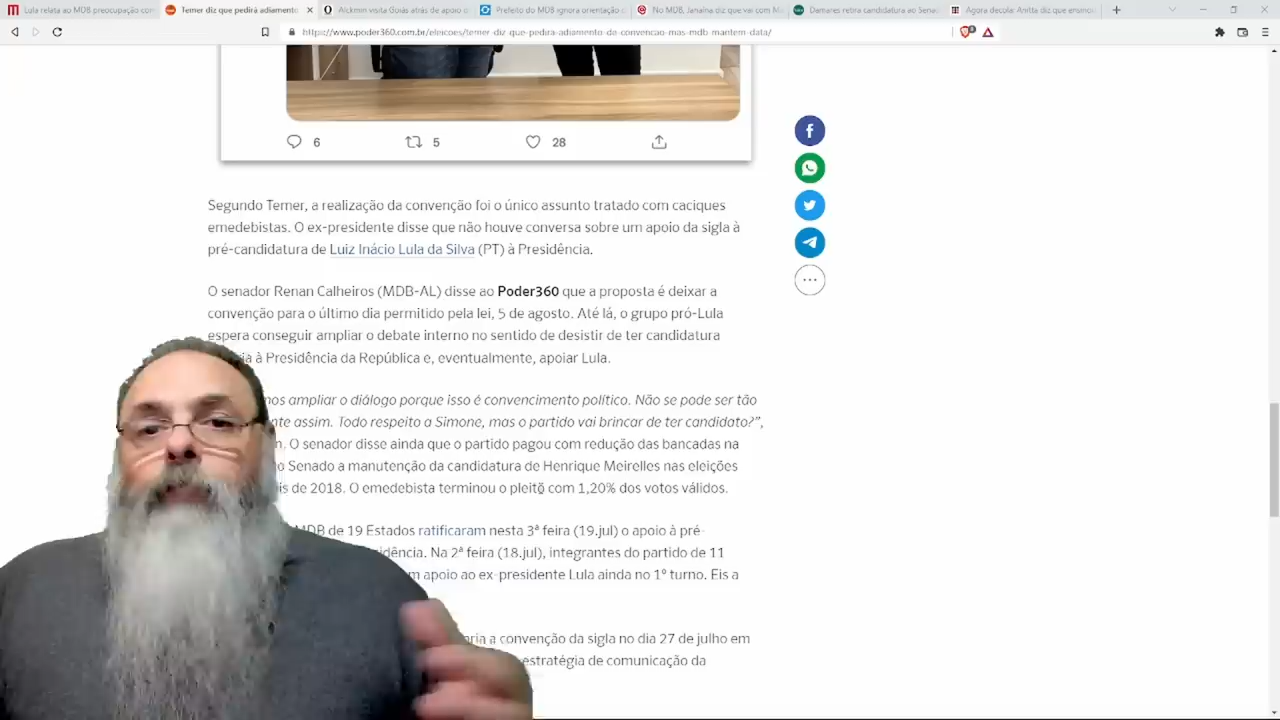 Lula relata ao MDB preocupação com
Temer diz que pedirá adiamento
Alckmin visita Goiás atrás de apoio d
Prefeito do MDB ignora orientação d
No MDB, Janaína diz que vai com M
Damares retira candidatura ao Sena
Agora decola: Anitta diz que ensino
https://www.poder360.com.br/eleicoes/temer-diz-que-pedira-adiamento-de-convencao-mas-mdb-mantem-data/
6
5
28
Segundo Temer, a realização da convenção foi o único assunto tratado com caciques
emedebistas. O ex-presidente disse que não houve conversa sobre um apoio da sigla à
pré-candidatura de Luiz Inácio Lula da Silva (PT) à Presidência.
O senador Renan Calheiros (MDB-AL) disse ao Poder360 que a proposta é deixar a
convenção para o último dia permitido pela lei, 5 de agosto. Até lá, o grupo pró-Lula
espera conseguir ampliar o debate interno no sentido de desistir de ter candidatura
à Presidência da República e, eventualmente, apoiar Lula.
ampliar o diálogo porque isso é convencimento político. Não se pode ser tão
assim. Todo respeito a Simone, mas o partido vai brincar de ter candidato?”,
O senador disse ainda que o partido pagou com redução das bancadas na
Senado a manutenção da candidatura de Henrique Meirelles nas eleições
de 2018. O emedebista terminou o pleito com 1,20% dos votos válidos.
MDB de 19 Estados ratificaram nesta 3ª feira (19.jul) o apoio à pré-
Na 2ª feira (18.jul), integrantes do partido de 11
apoio ao ex-presidente Lula ainda no 1º turno. Eis a
a convenção da sigla no dia 27 de julho em
estratégia de comunicação da